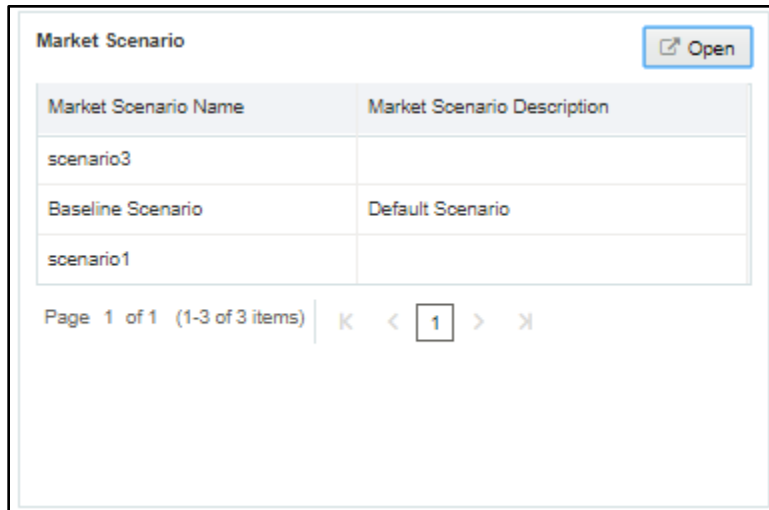 Market Scenario
Open
Market Scenario Name Market Scenario Description
scenario3
Baseline Scenario Default Scenario
scenario1
Page 1 of 1 (1-3 of 3 items) 1